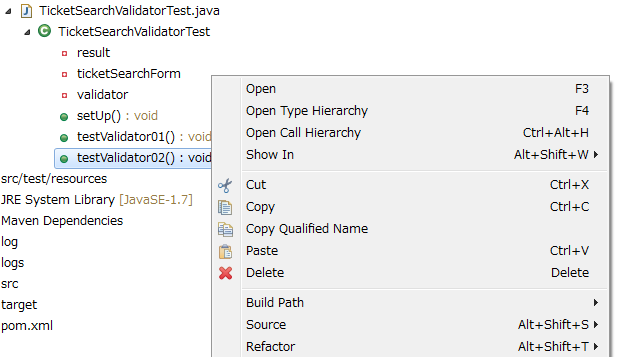 TicketSearchValidatorTest.java
TicketSearchValidatorTest
result
ticketSearchForm
validator
setUp() : void
testValidator01() : void
testValidator02() : void
src/test/resources
JRE System Library [JavaSE-1.7]
Maven Dependencies
log
logs
src
target
pom.xml
Open F3
Open Type Hierarchy F4
Open Call Hierarchy Ctrl+Alt+H
Show In Alt+Shift+W
Cut Ctrl+X
Copy Ctrl+C
Copy Qualified Name
Paste Ctrl+V
Delete Delete
Build Path
Source Alt+Shift+S
Refactor Alt+Shift+T